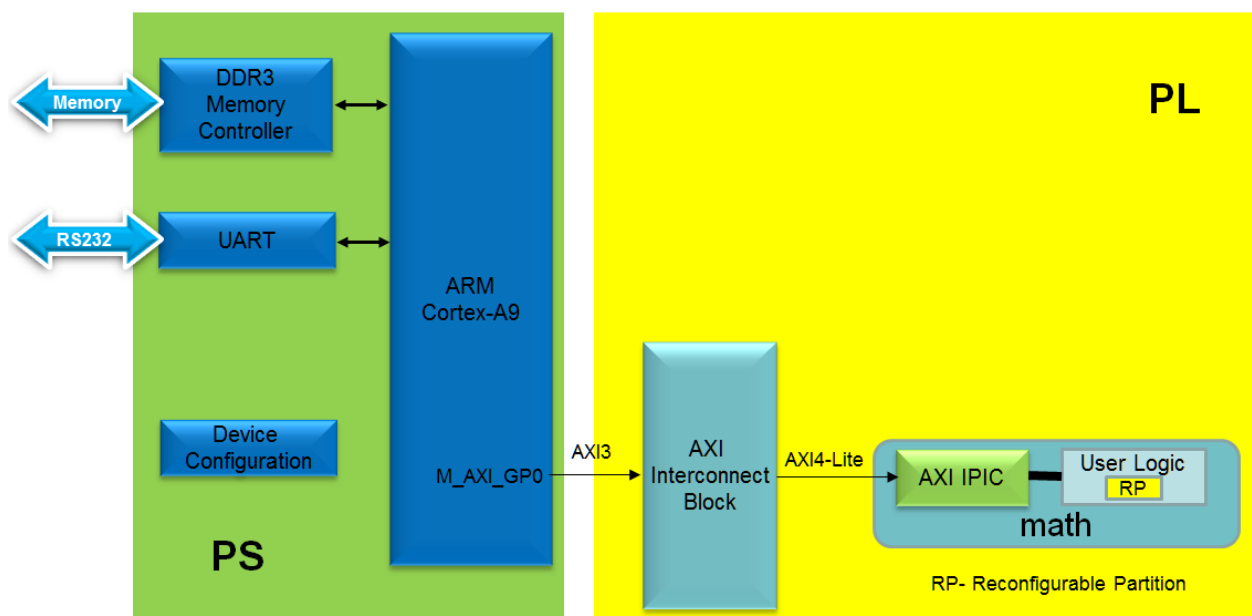 Memory
DDR3
Memory
Controller
PL
RS232
UART
ARM
Cortex-A9
Device
Configuration
M_AXI_GP0
AXI3
AXI
Interconnect
Block
AXI4-Lite
AXI IPIC
User Logic
RP
math
PS
RP- Reconfigurable Partition